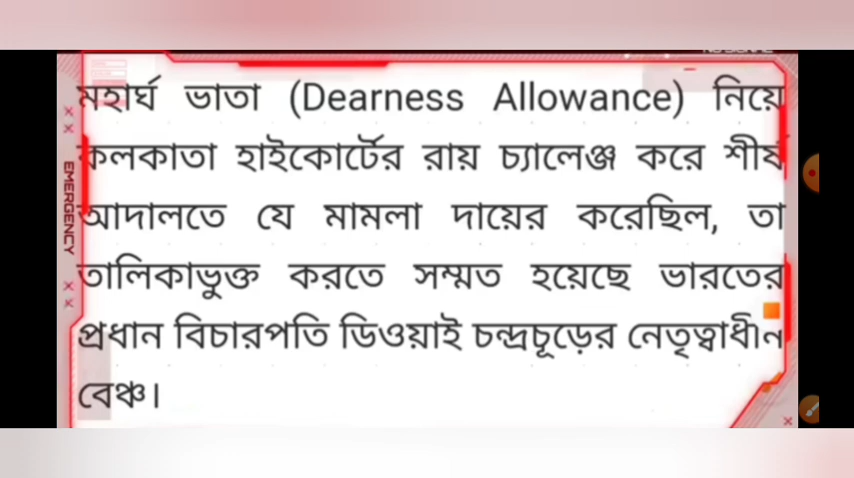 মহার্ঘ ভাতা (Dearness Allowance) নিয়ে
কলকাতা হাইকোর্টের রায় চ্যালেঞ্জ করে শীর্ষ
আদালতে যে মামলা দায়ের করেছিল, তা
তালিকাভুক্ত করতে সম্মত হয়েছে ভারতের
প্রধান বিচারপতি ডিওয়াই চন্দ্রচূড়ের নেতৃত্বাধীন
বেঞ্চ।
EMERGENCY